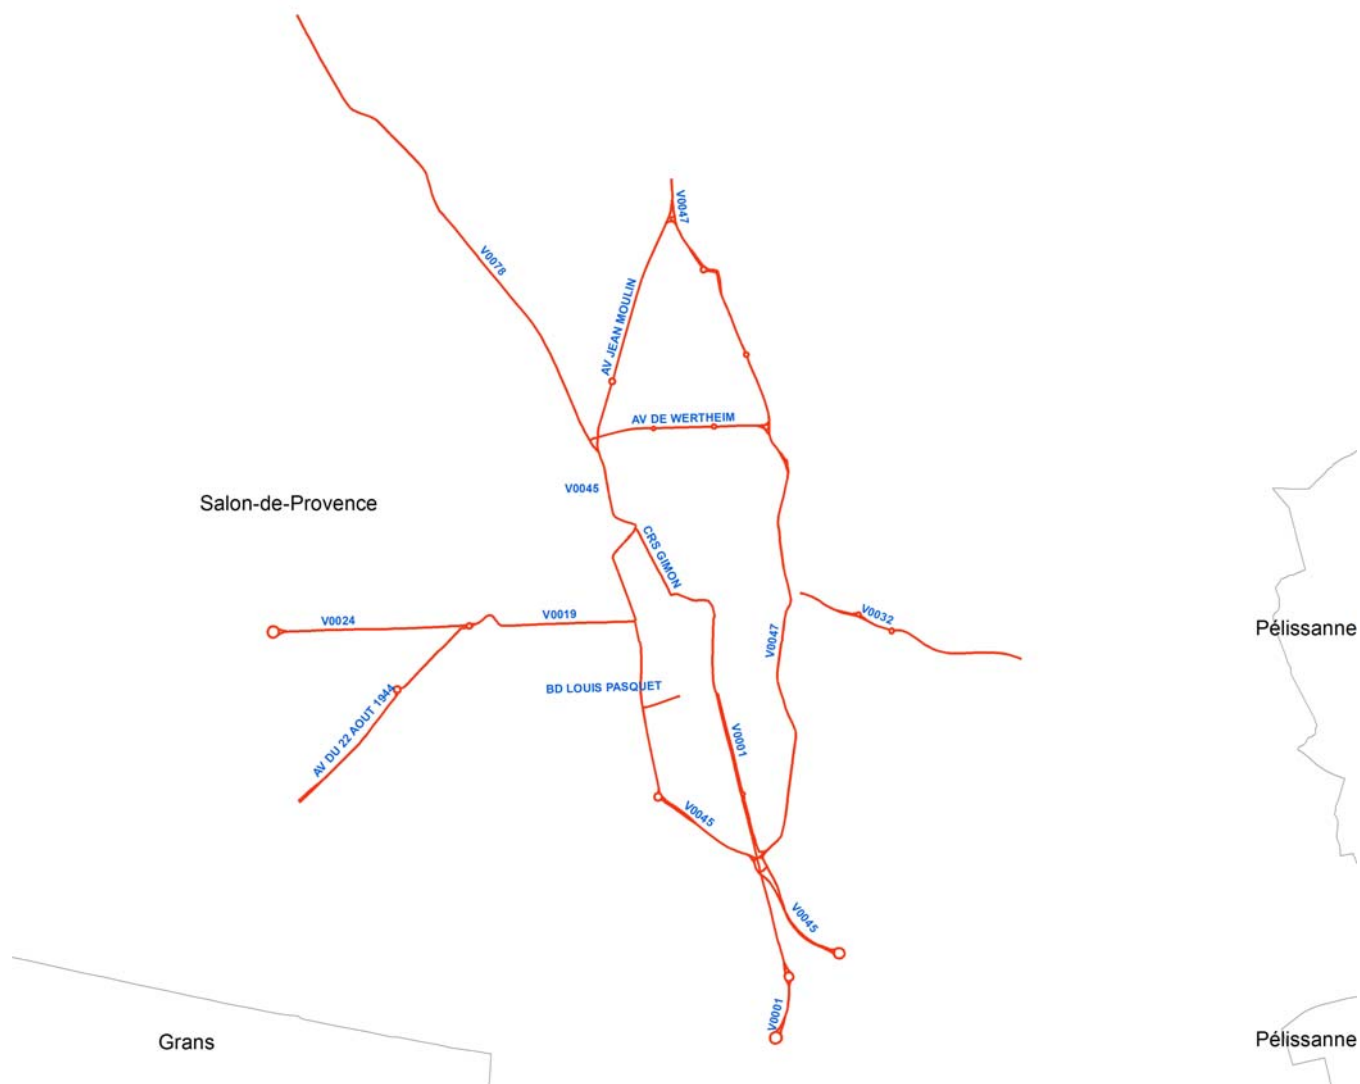 V0047
V0078
AV JEAN MOULIN
AV DE WERTHEIM
V0045
Salon-de-Provence
CRS GIMON
V0024
V0019
V0032
Pélissanne
V0047
BD LOUIS PASQUET
AV DU 22 AOUT 1944
V0001
V0045
V0045
V0001
Grans
Pélissanne